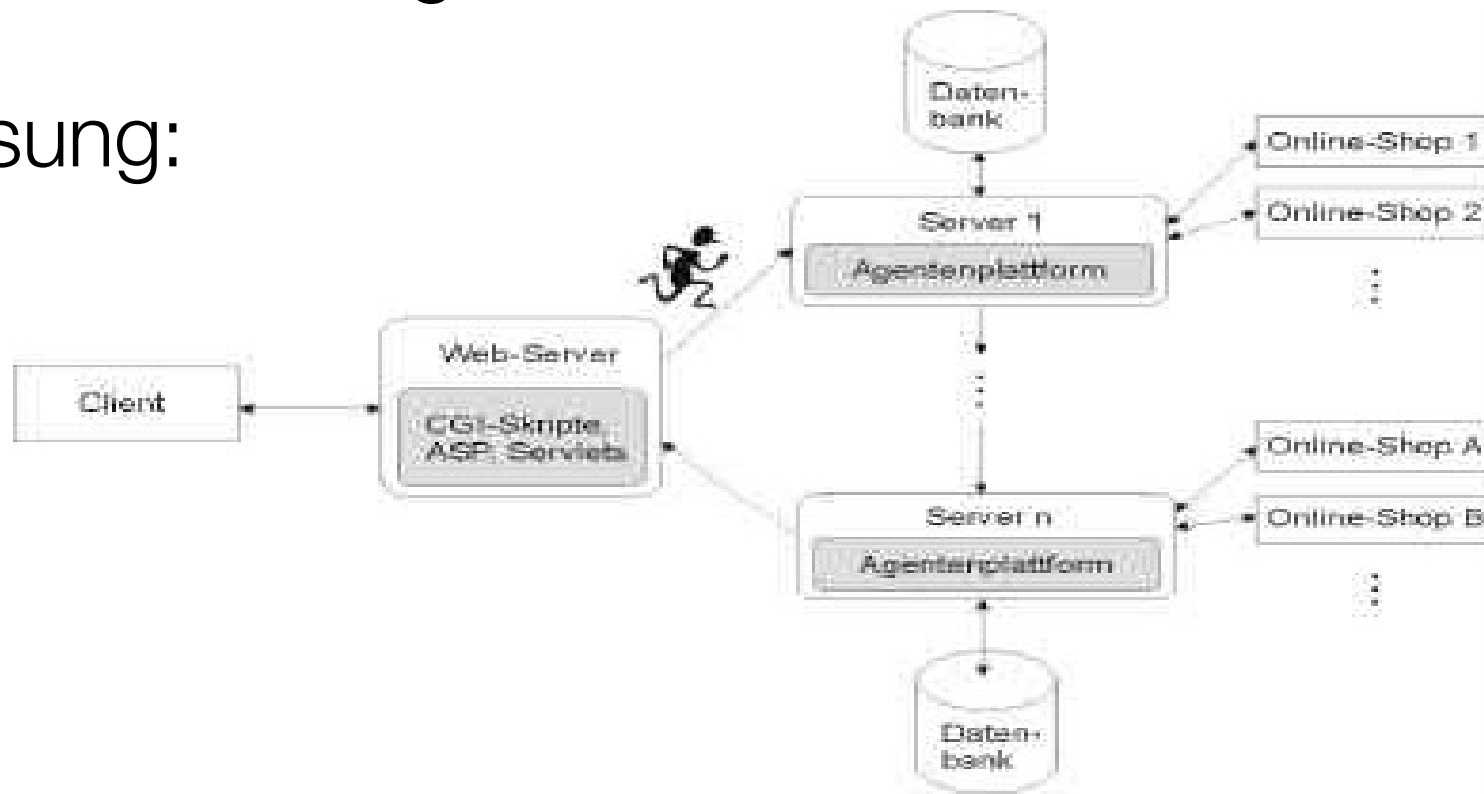 sung:
Daten-
bank
Server 1
Agentenplattform
Online-Shop 1
Online-Shop 2
Web-Server
CGI-Skripte,
ASP, Servlets
Client
Server n
Agentenplattform
Online-Shop A
Online-Shop B
Daten-
bank